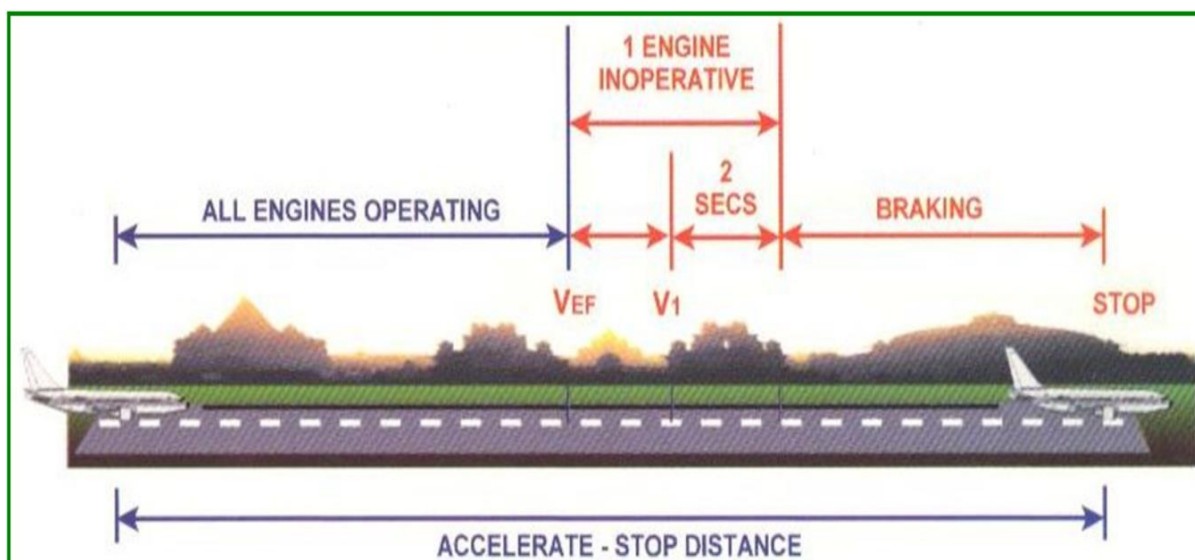 1 ENGINE
INOPERATIVE
2
SECS
ALL ENGINES OPERATING
BRAKING
VEF
V1
STOP
ACCELERATE - STOP DISTANCE